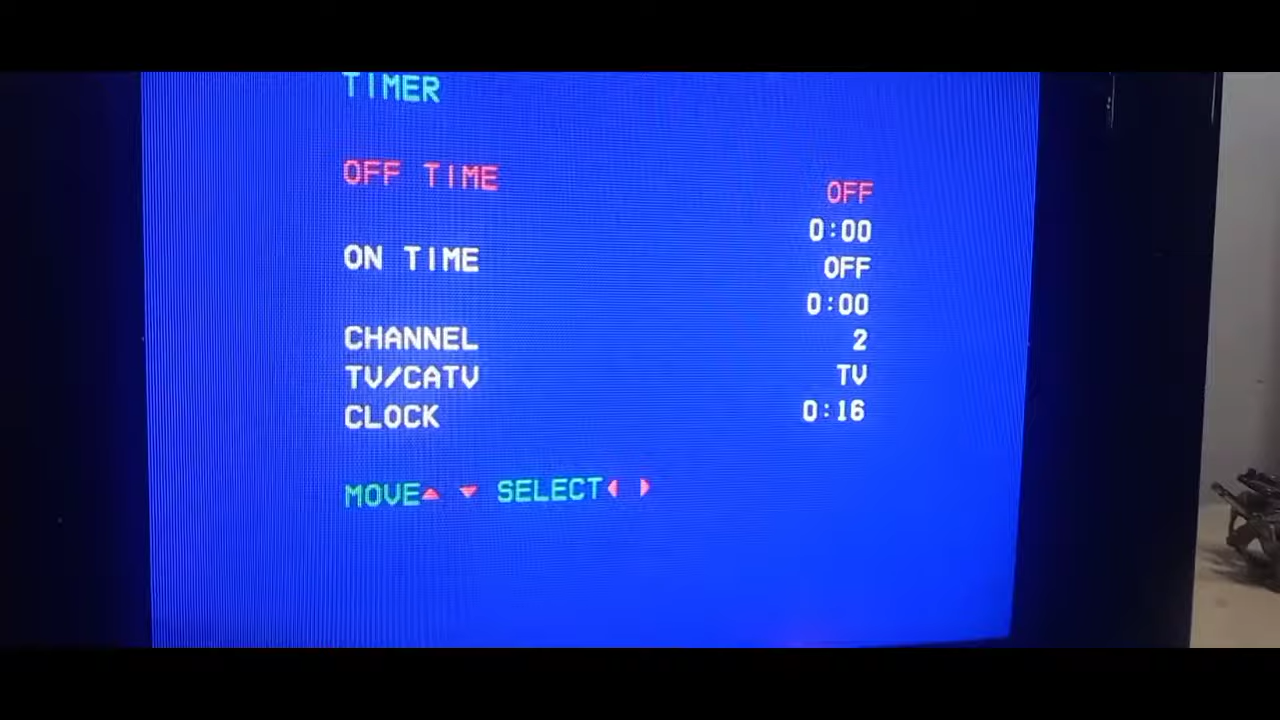 TIMER
OFF TIME OFF
0:00
ON TIME OFF
0:00
CHANNEL 2
TV/CATV TV
CLOCK 0:16
MOVE▲ ▼ SELECT◀ ▶